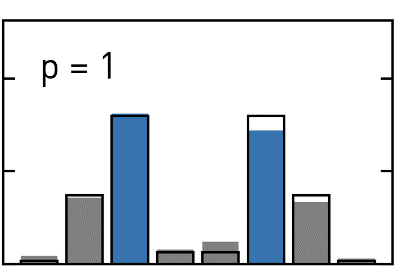 p = 1